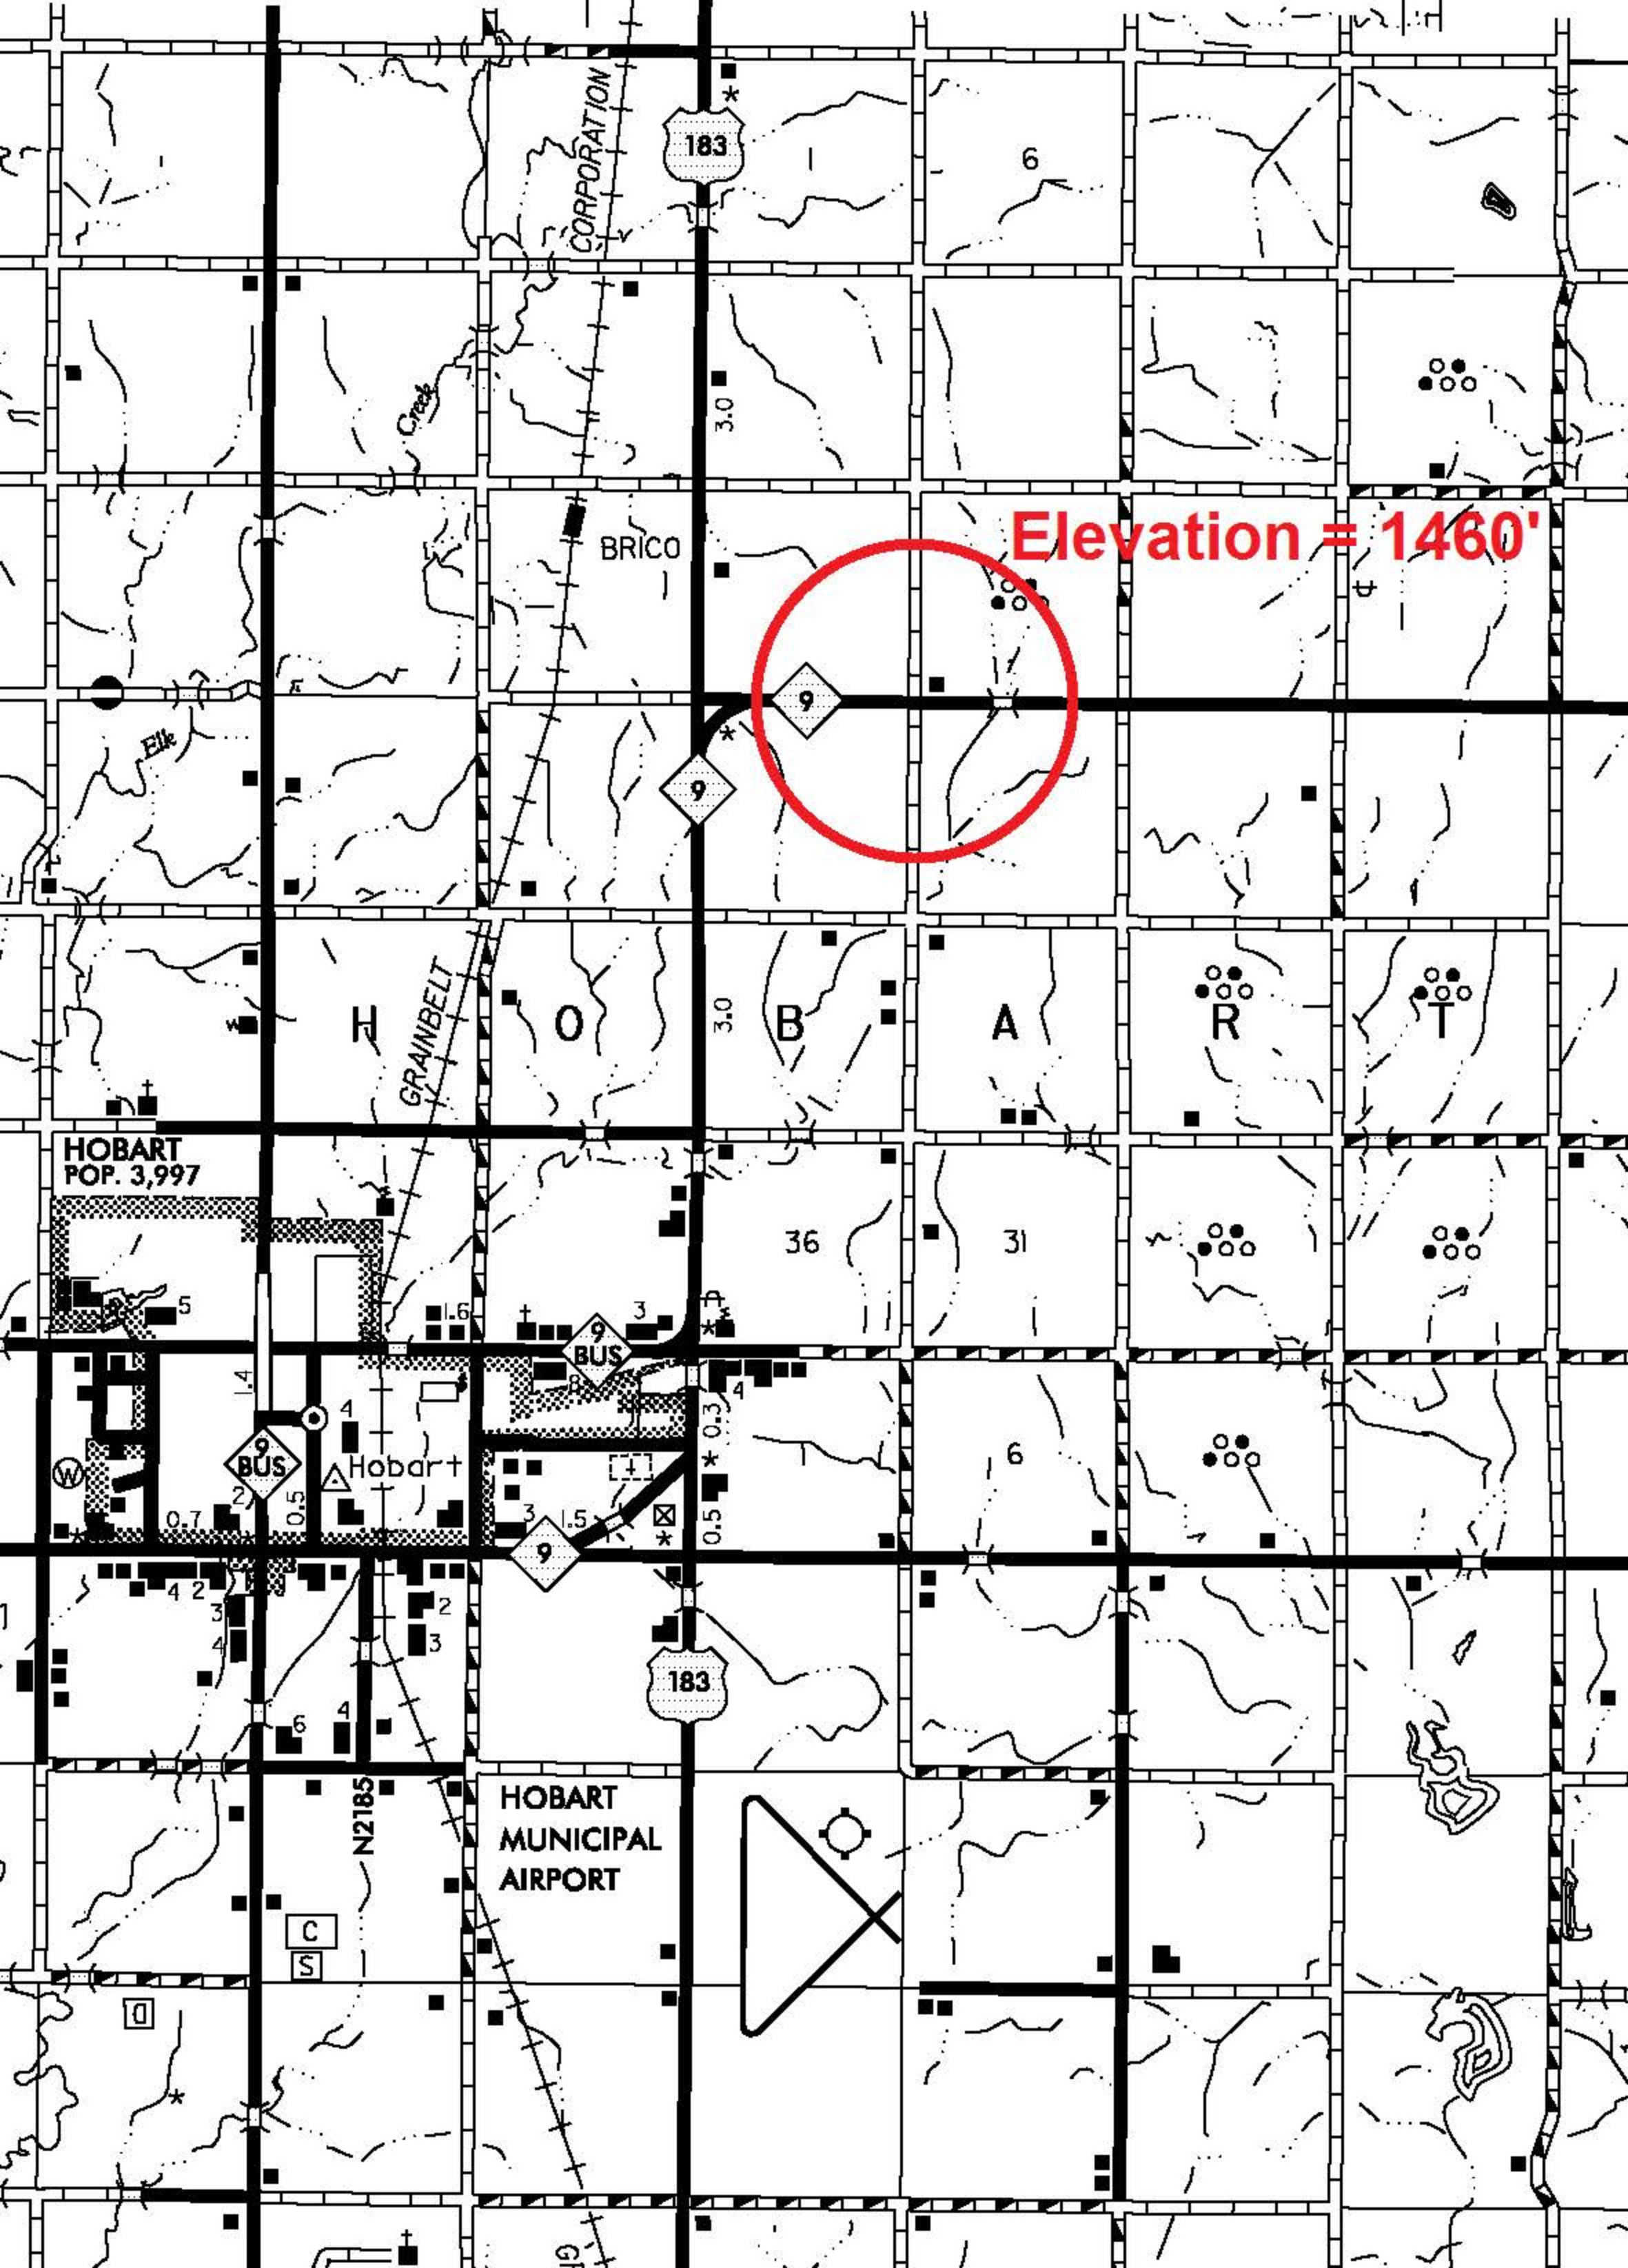 CORPORATION
183
1
6
Creek
3.0
BRICO
Elevation = 1460'
9
Elk
9
H O B A R T
GRAINBELT
3.0
HOBART
POP. 3,997
36
31
5
1.6
3
9
BUS
8
4
1.4
4
0.3
9
BUS
Hobart
W
6
2
0.5
0.7
3
1.5
0.5
9
4
2
3
2
4
3
183
6
4
N2185
HOBART
MUNICIPAL
AIRPORT
C
S